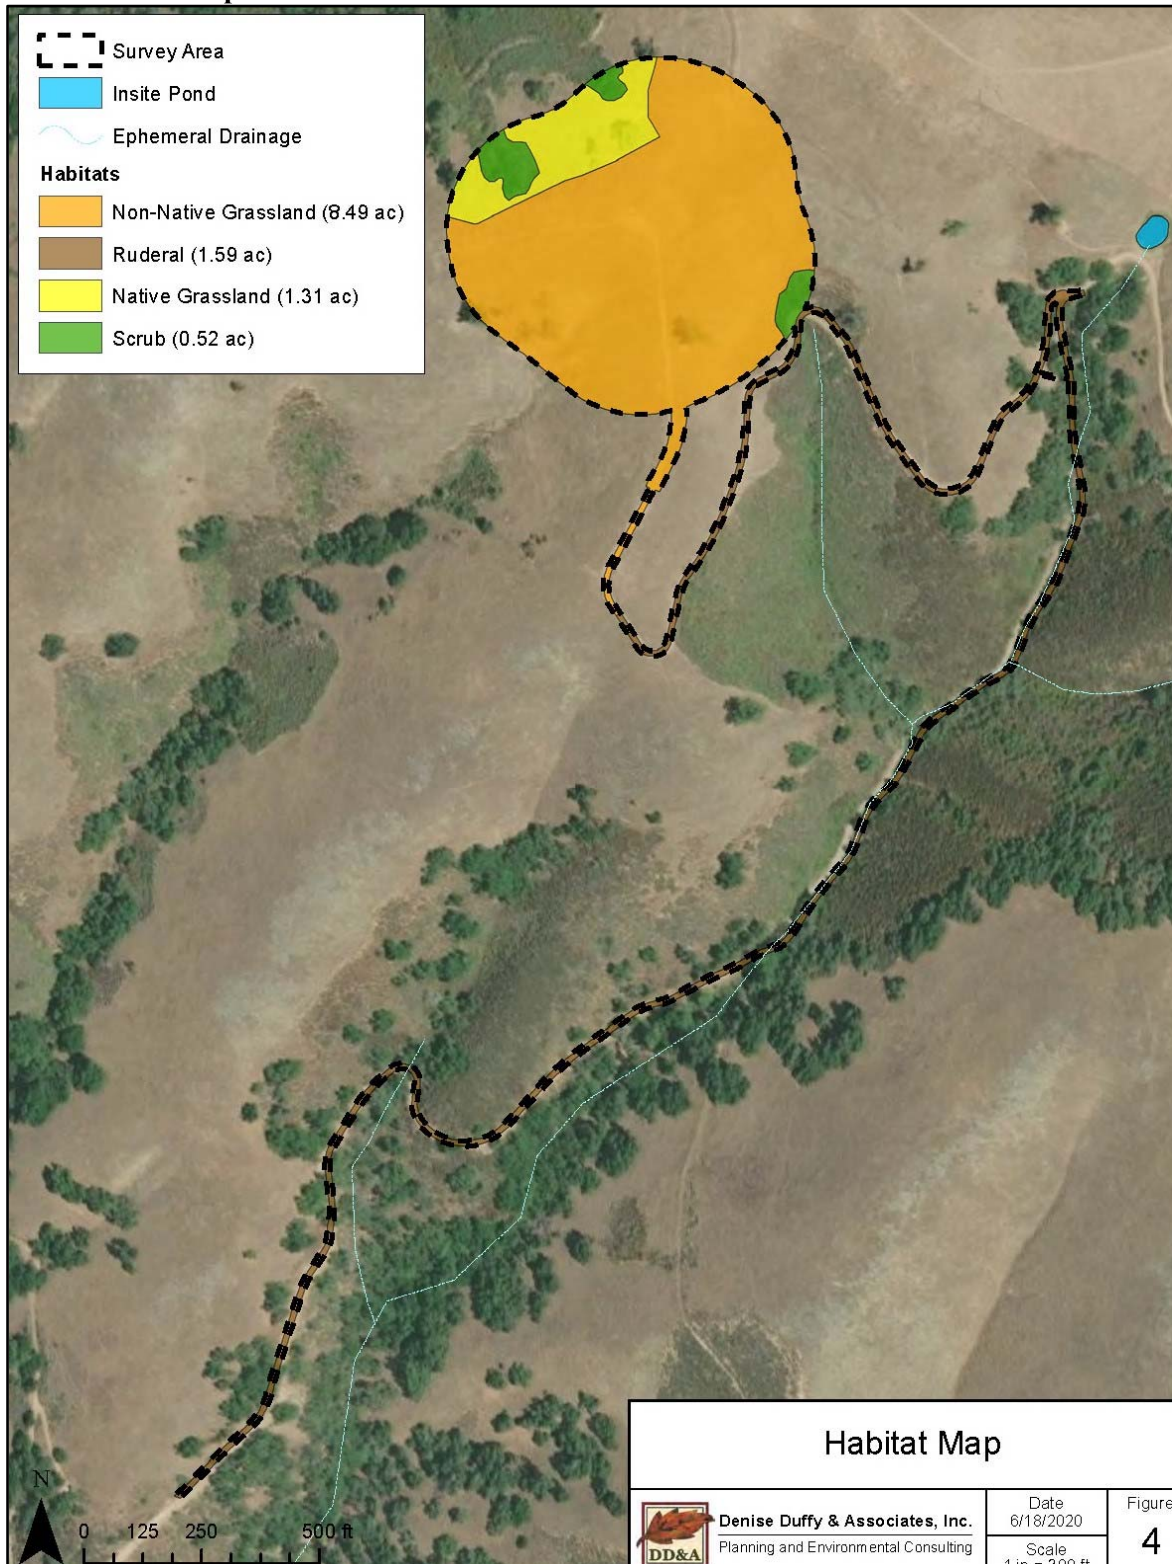 Survey Area
Insite Pond
Ephemeral Drainage
Habitats
Non-Native Grassland (8.49 ac)
Ruderal (1.59 ac)
Native Grassland (1.31 ac)
Scrub (0.52 ac)
N
0 125 250 500 ft
Habitat Map
DD&A
Denise Duffy & Associates, Inc.
Planning and Environmental Consulting
Date
6/18/2020
Scale
Figure
4